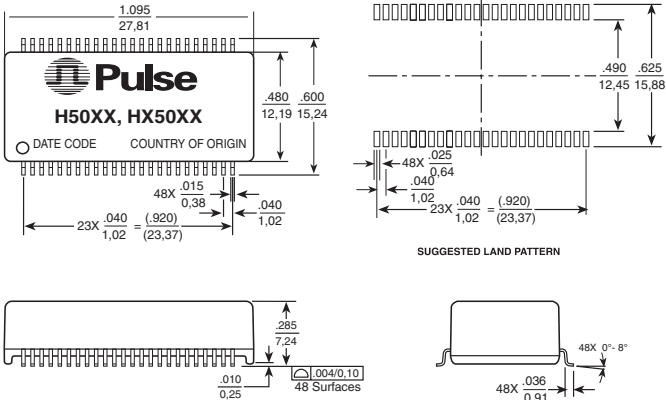 1.095
27,81
Pulse
H50XX, HX50XX
DATE CODE COUNTRY OF ORIGIN
.480
12,19
.600
15,24
48X .015
0,38
.040
1,02
23X .040 = (.920)
1,02 (23,37)
.490
12,45
.625
15,88
48X .025
0,64
.040
1,02
23X .040 = (.920)
1,02 (23,37)
SUGGESTED LAND PATTERN
.285
7,24
.010
0,25
.004/0,10
48 Surfaces
48X 0°- 8°
48X .036
0,91